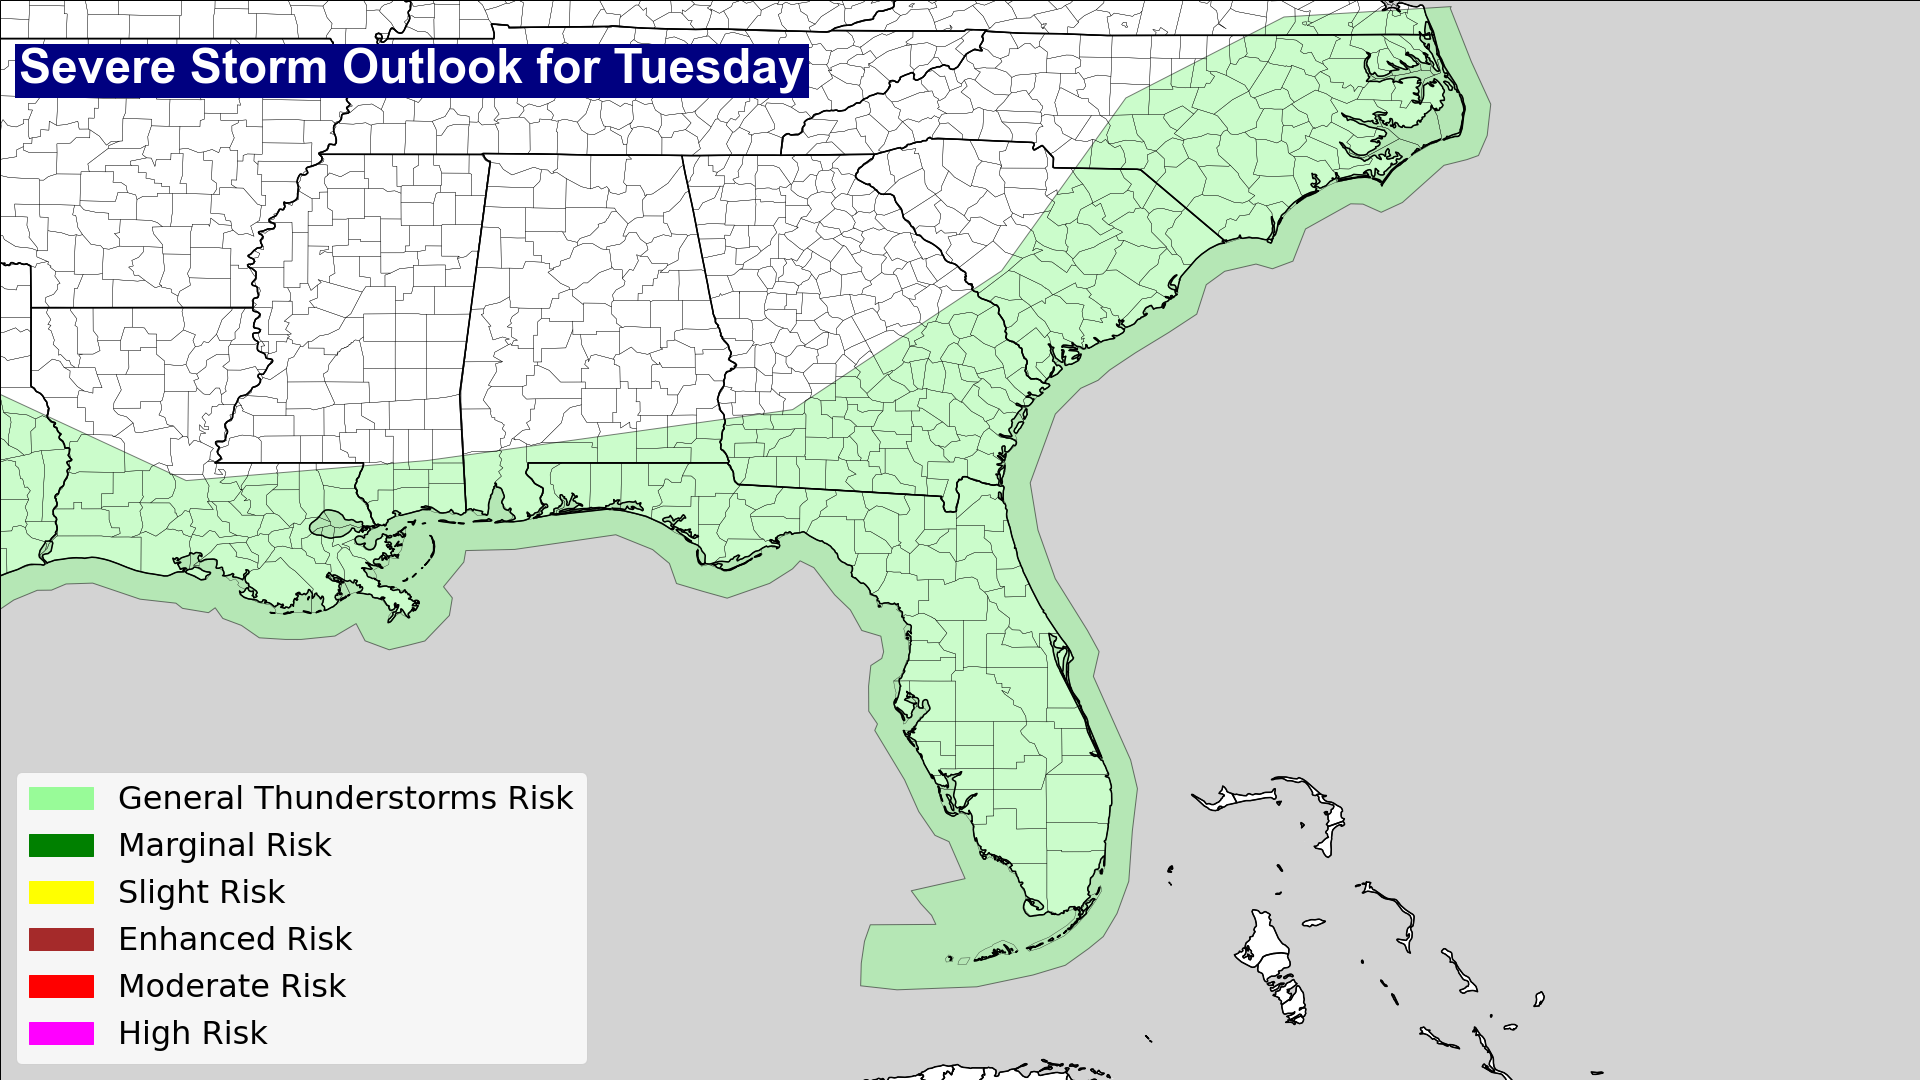 Severe Storm Outlook for Tuesday
General Thunderstorms Risk
Marginal Risk
Slight Risk
Enhanced Risk
Moderate Risk
High Risk